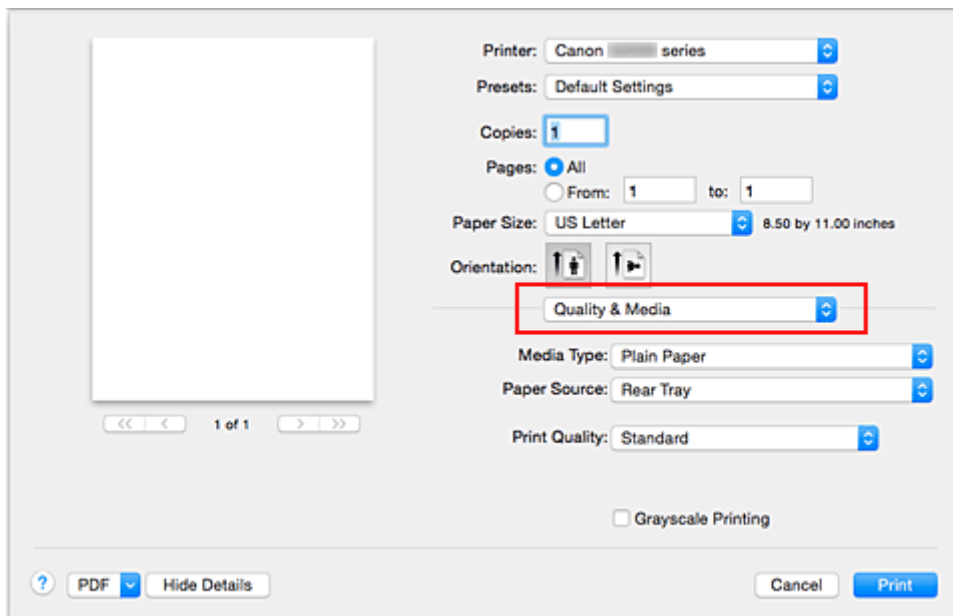 Printer: Canon series
Presets: Default Settings
Copies: 1
Pages: All
From: 1 to: 1
Paper Size: US Letter 8.50 by 11.00 inches
Orientation:
Quality & Media
Media Type: Plain Paper
Paper Source: Rear Tray
1 of 1
Print Quality: Standard
Grayscale Printing
? PDF Hide Details Cancel Print